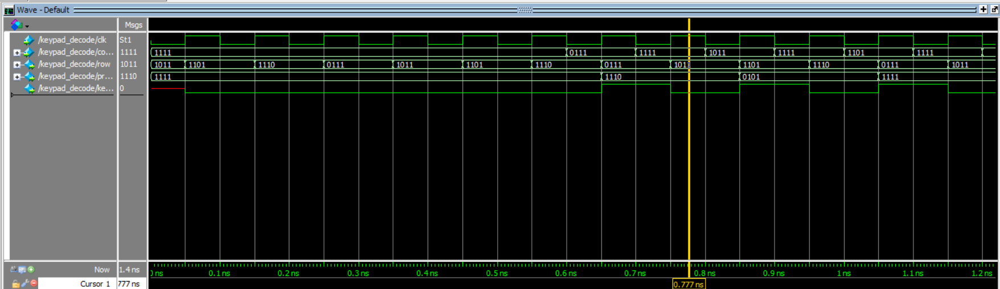 Wave - Default
Msgs
/keypad_decode/clk St1
/keypad_decode/co... 1111 1111 0111 1111 1011 1111 1101 1111
/keypad_decode/row 1011 1011 1101 1110 0111 1011 1101 1110 0111 1011 1101 1110 0111 1011
/keypad_decode/pr... 1110 1111 1110 0101 1111
/keypad_decode/ke... 0
Now 1.4 ns ns 0.1 ns 0.2 ns 0.3 ns 0.4 ns 0.5 ns 0.6 ns 0.7 ns 0.8 ns 0.9 ns 1 ns 1.1 ns 1.2 ns
Cursor 1 777 ns 0.777 ns